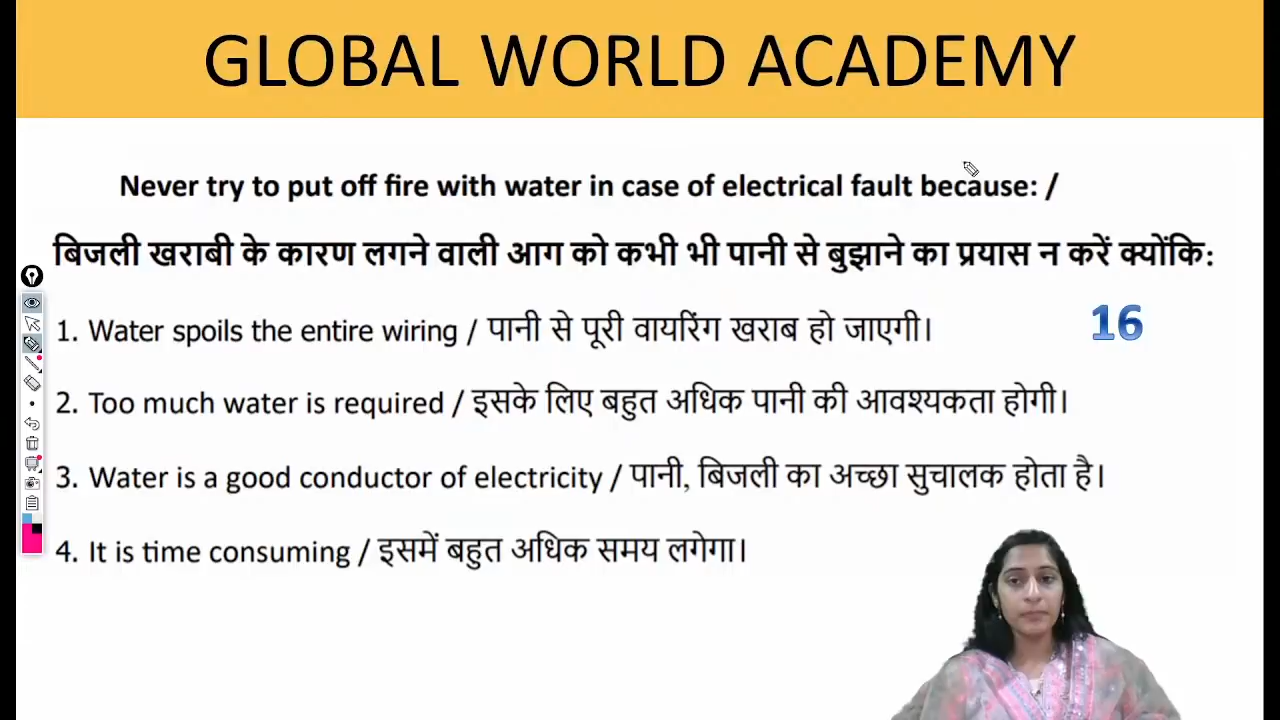 GLOBAL WORLD ACADEMY
Never try to put off fire with water in case of electrical fault because: /
बिजली खराबी के कारण लगने वाली आग को कभी भी पानी से बुझाने का प्रयास न करें क्योंकि:
1. Water spoils the entire wiring / पानी से पूरी वायरिंग खराब हो जाएगी।
16
2. Too much water is required / इसके लिए बहुत अधिक पानी की आवश्यकता होगी।
3. Water is a good conductor of electricity / पानी, बिजली का अच्छा सुचालक होता है।
4. It is time consuming / इसमें बहुत अधिक समय लगेगा।